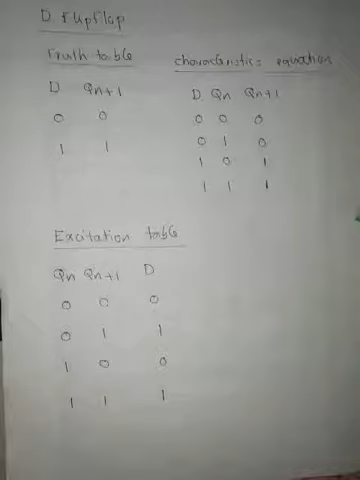 D. FlipFlop
Truth table
D Qn+1
0 0
1 1
characteristics equation
D Qn Qn+1
0 0 0
0 1 0
1 0 1
1 1 1
Excitation table
Qn Qn+1 D
0 0 0
0 1 1
1 0 0
1 1 1